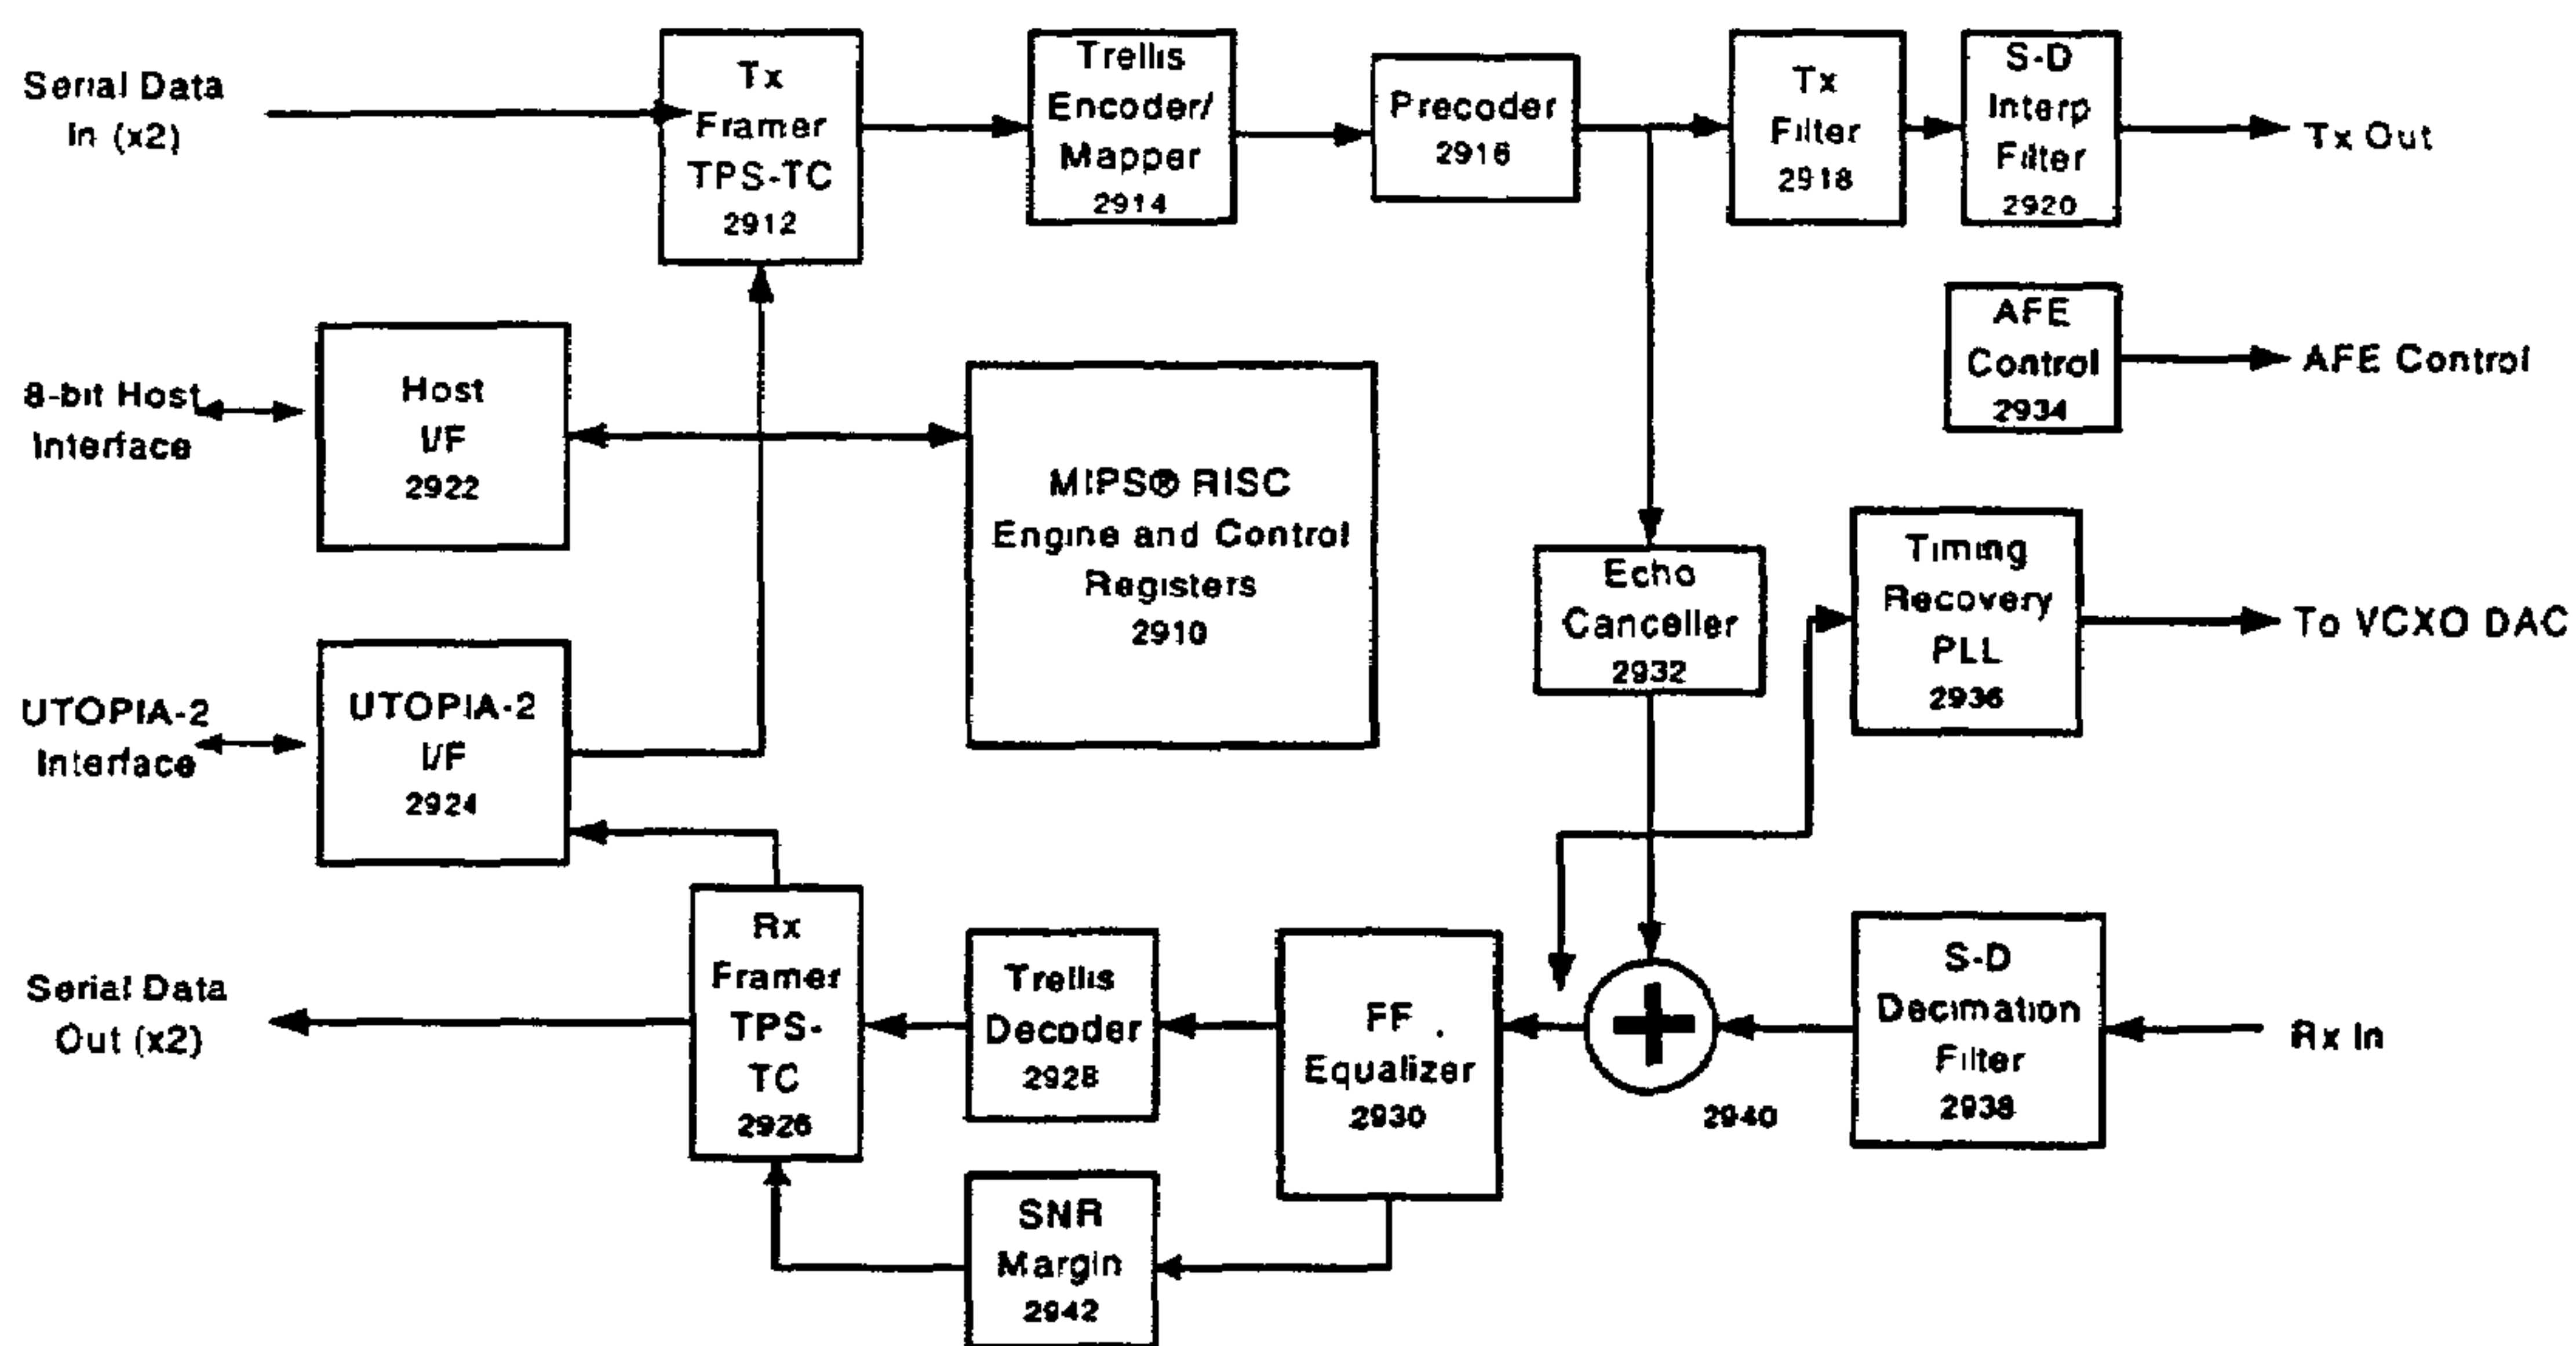 Serial Data
In (x2)
Tx
Framer
TPS-TC
2912
Trellis
Encoder/
Mapper
2914
Precoder
2916
Tx
Filter
2918
S-D
Interp
Filter
2920
Tx Out
8-bit Host
Interface
Host
I/F
2922
MIPS® RISC
Engine and Control
Registers
2910
AFE
Control
2934
AFE Control
Echo
Canceller
2932
Timing
Recovery
PLL
2936
To VCXO DAC
UTOPIA-2
Interface
UTOPIA-2
I/F
2924
Serial Data
Out (x2)
Rx
Framer
TPS-
TC
2926
Trellis
Decoder
2928
FF
Equalizer
2930
2940
S-D
Decimation
Filter
2938
Rx In
SNR
Margin
2942